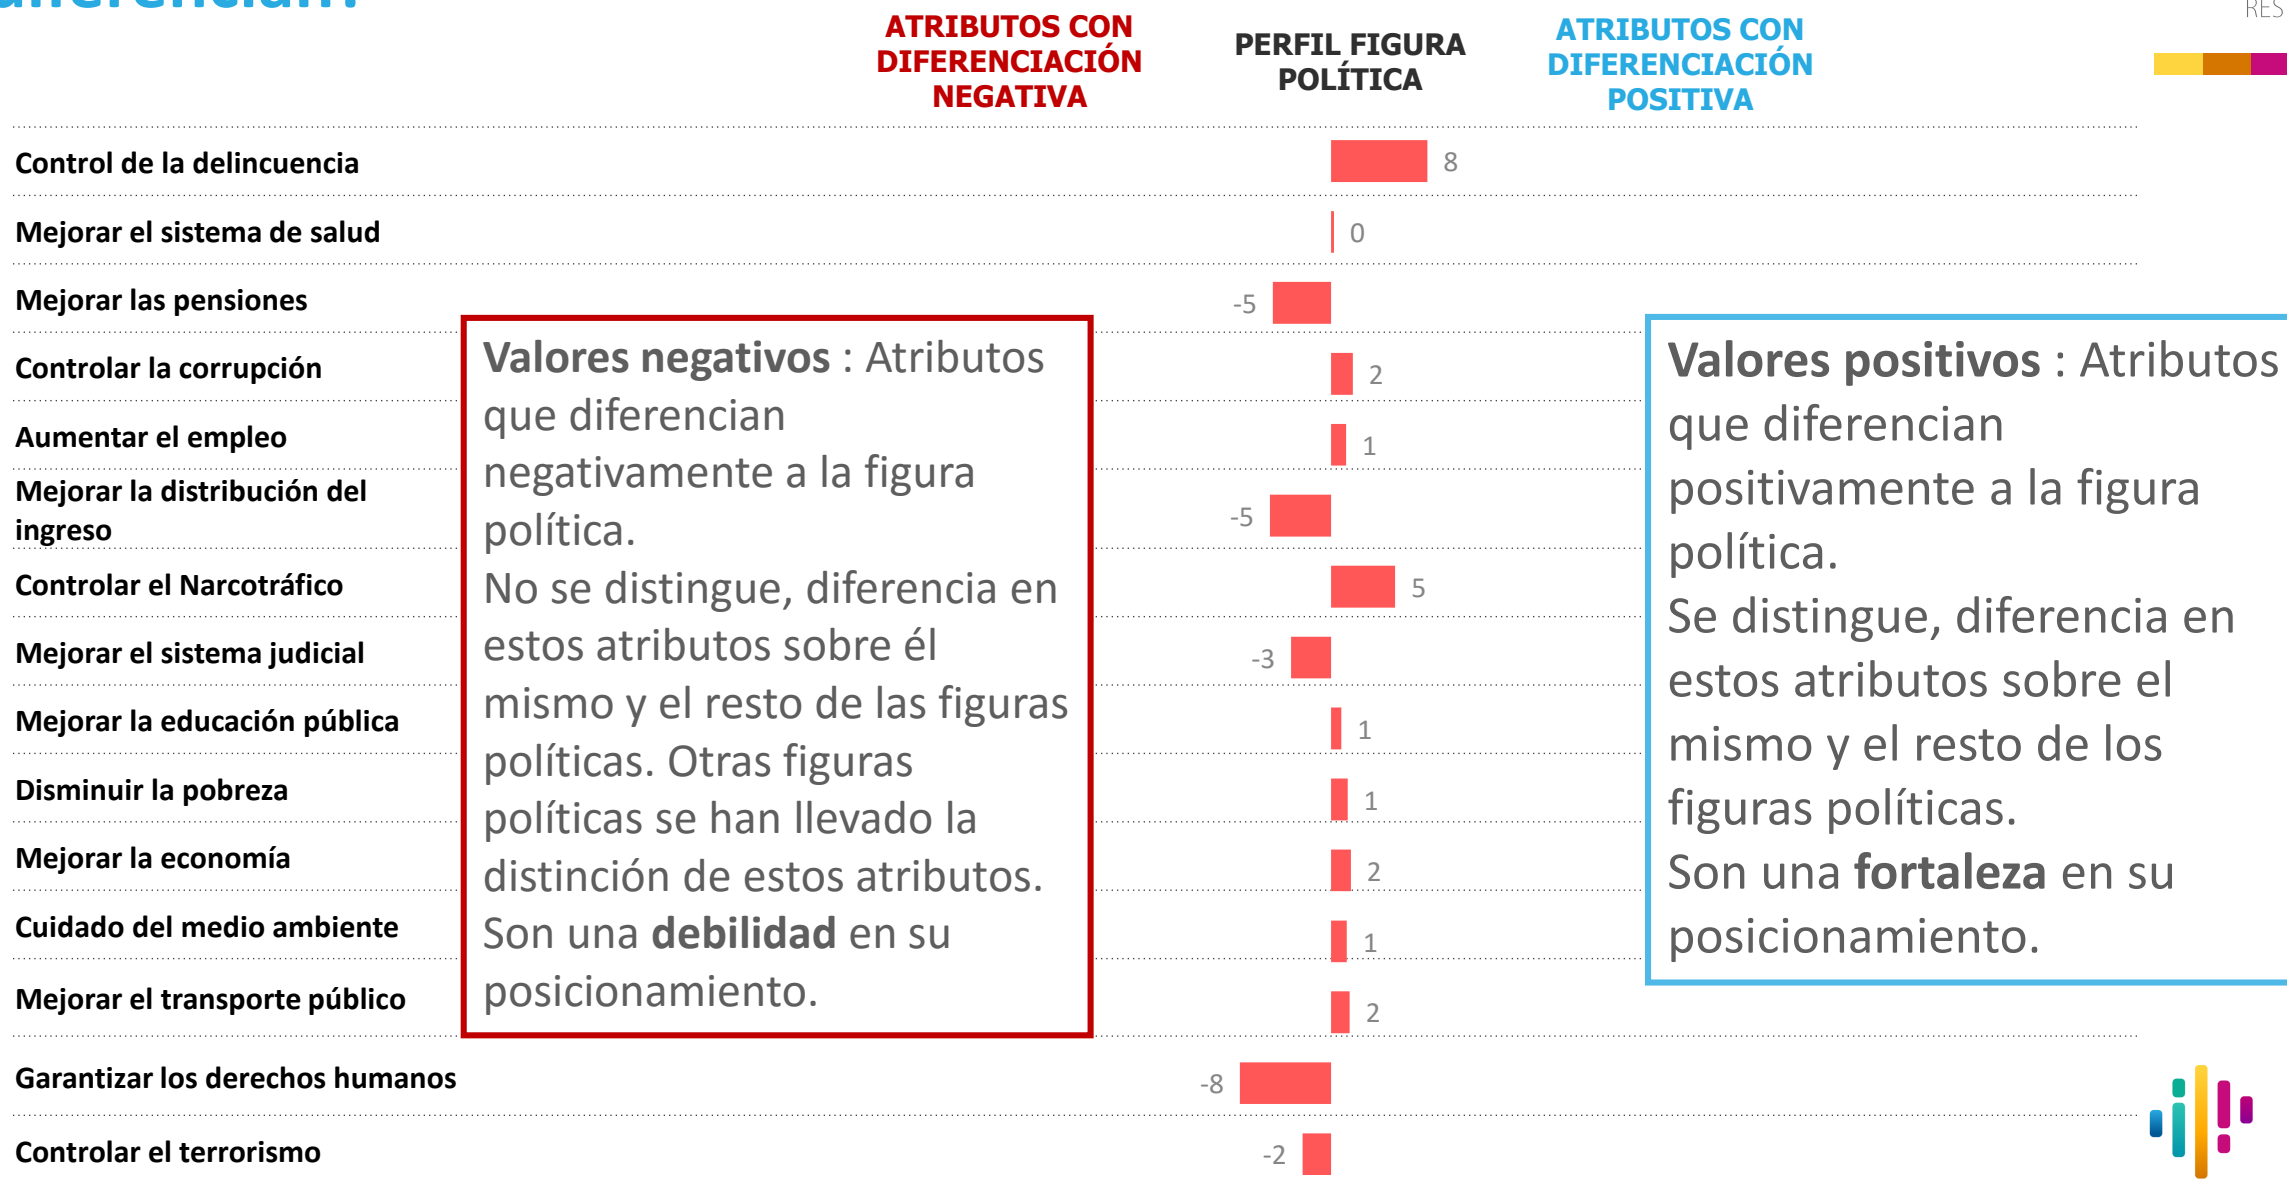 diferencian?
RES
ATRIBUTOS CON
DIFERENCIACIÓN
NEGATIVA
PERFIL FIGURA
POLÍTICA
ATRIBUTOS CON
DIFERENCIACIÓN
POSITIVA
Control de la delincuencia
8
Mejorar el sistema de salud
0
Mejorar las pensiones
-5
Controlar la corrupción
2
Aumentar el empleo
1
Mejorar la distribución del
ingreso
-5
Controlar el Narcotráfico
5
Mejorar el sistema judicial
-3
Mejorar la educación pública
1
Disminuir la pobreza
1
Mejorar la economía
2
Cuidado del medio ambiente
1
Mejorar el transporte público
2
Garantizar los derechos humanos
-8
Controlar el terrorismo
-2
Valores negativos : Atributos
que diferencian
negativamente a la figura
política.
No se distingue, diferencia en
estos atributos sobre él
mismo y el resto de las figuras
políticas. Otras figuras
políticas se han llevado la
distinción de estos atributos.
Son una debilidad en su
posicionamiento.
Valores positivos : Atributos
que diferencian
positivamente a la figura
política.
Se distingue, diferencia en
estos atributos sobre el
mismo y el resto de los
figuras políticas.
Son una fortaleza en su
posicionamiento.